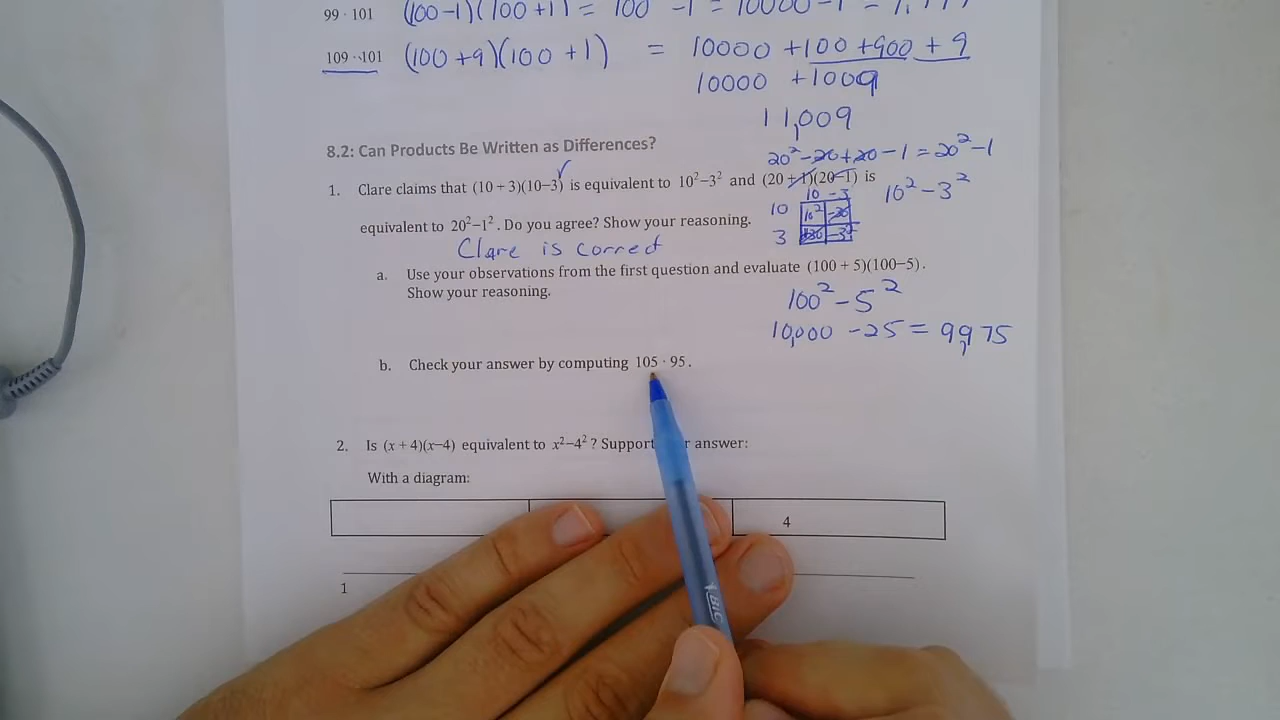 99 · 101 (100-1)(100+1) = 100 -1 = 10000-1
109 · 101 (100+9)(100+1) = 10000 +100+900+9
10000 +1009
11,009
8.2: Can Products Be Written as Differences?
20²-20+20-1=20²-1
1. Clare claims that (10+3)(10−3) is equivalent to 10²−3² and (20+1)(20−1) is
10 -3
10²-3²
10 10²
equivalent to 20²−1². Do you agree? Show your reasoning.
3
Clare is correct
a. Use your observations from the first question and evaluate (100+5)(100−5).
Show your reasoning.
100²-5²
10,000 -25 = 9,975
b. Check your answer by computing 105 · 95.
2. Is (x+4)(x−4) equivalent to x²−4²? Support answer:
With a diagram:
4
1
BIC